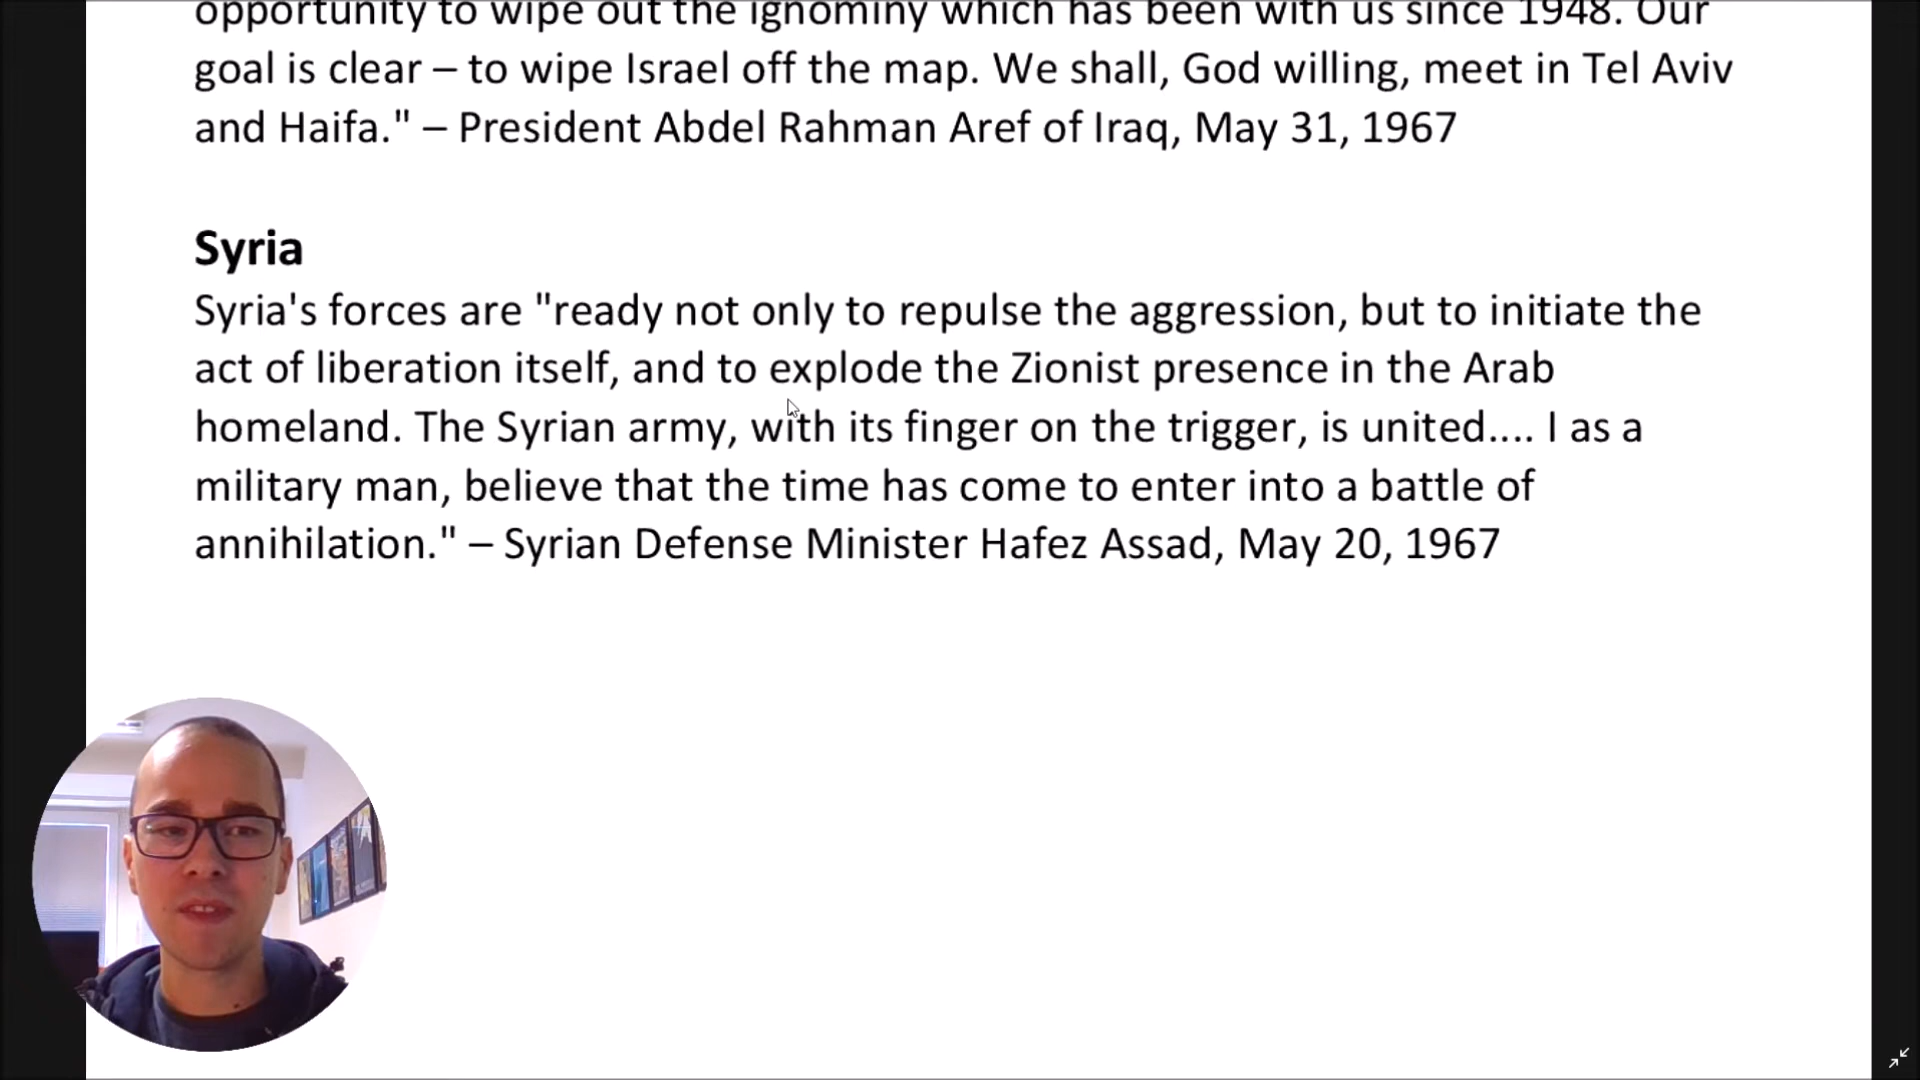 opportunity to wipe out the ignominy which has been with us since 1948. Our
goal is clear – to wipe Israel off the map. We shall, God willing, meet in Tel Aviv
and Haifa." – President Abdel Rahman Aref of Iraq, May 31, 1967
Syria
Syria's forces are "ready not only to repulse the aggression, but to initiate the
act of liberation itself, and to explode the Zionist presence in the Arab
homeland. The Syrian army, with its finger on the trigger, is united.... I as a
military man, believe that the time has come to enter into a battle of
annihilation." – Syrian Defense Minister Hafez Assad, May 20, 1967